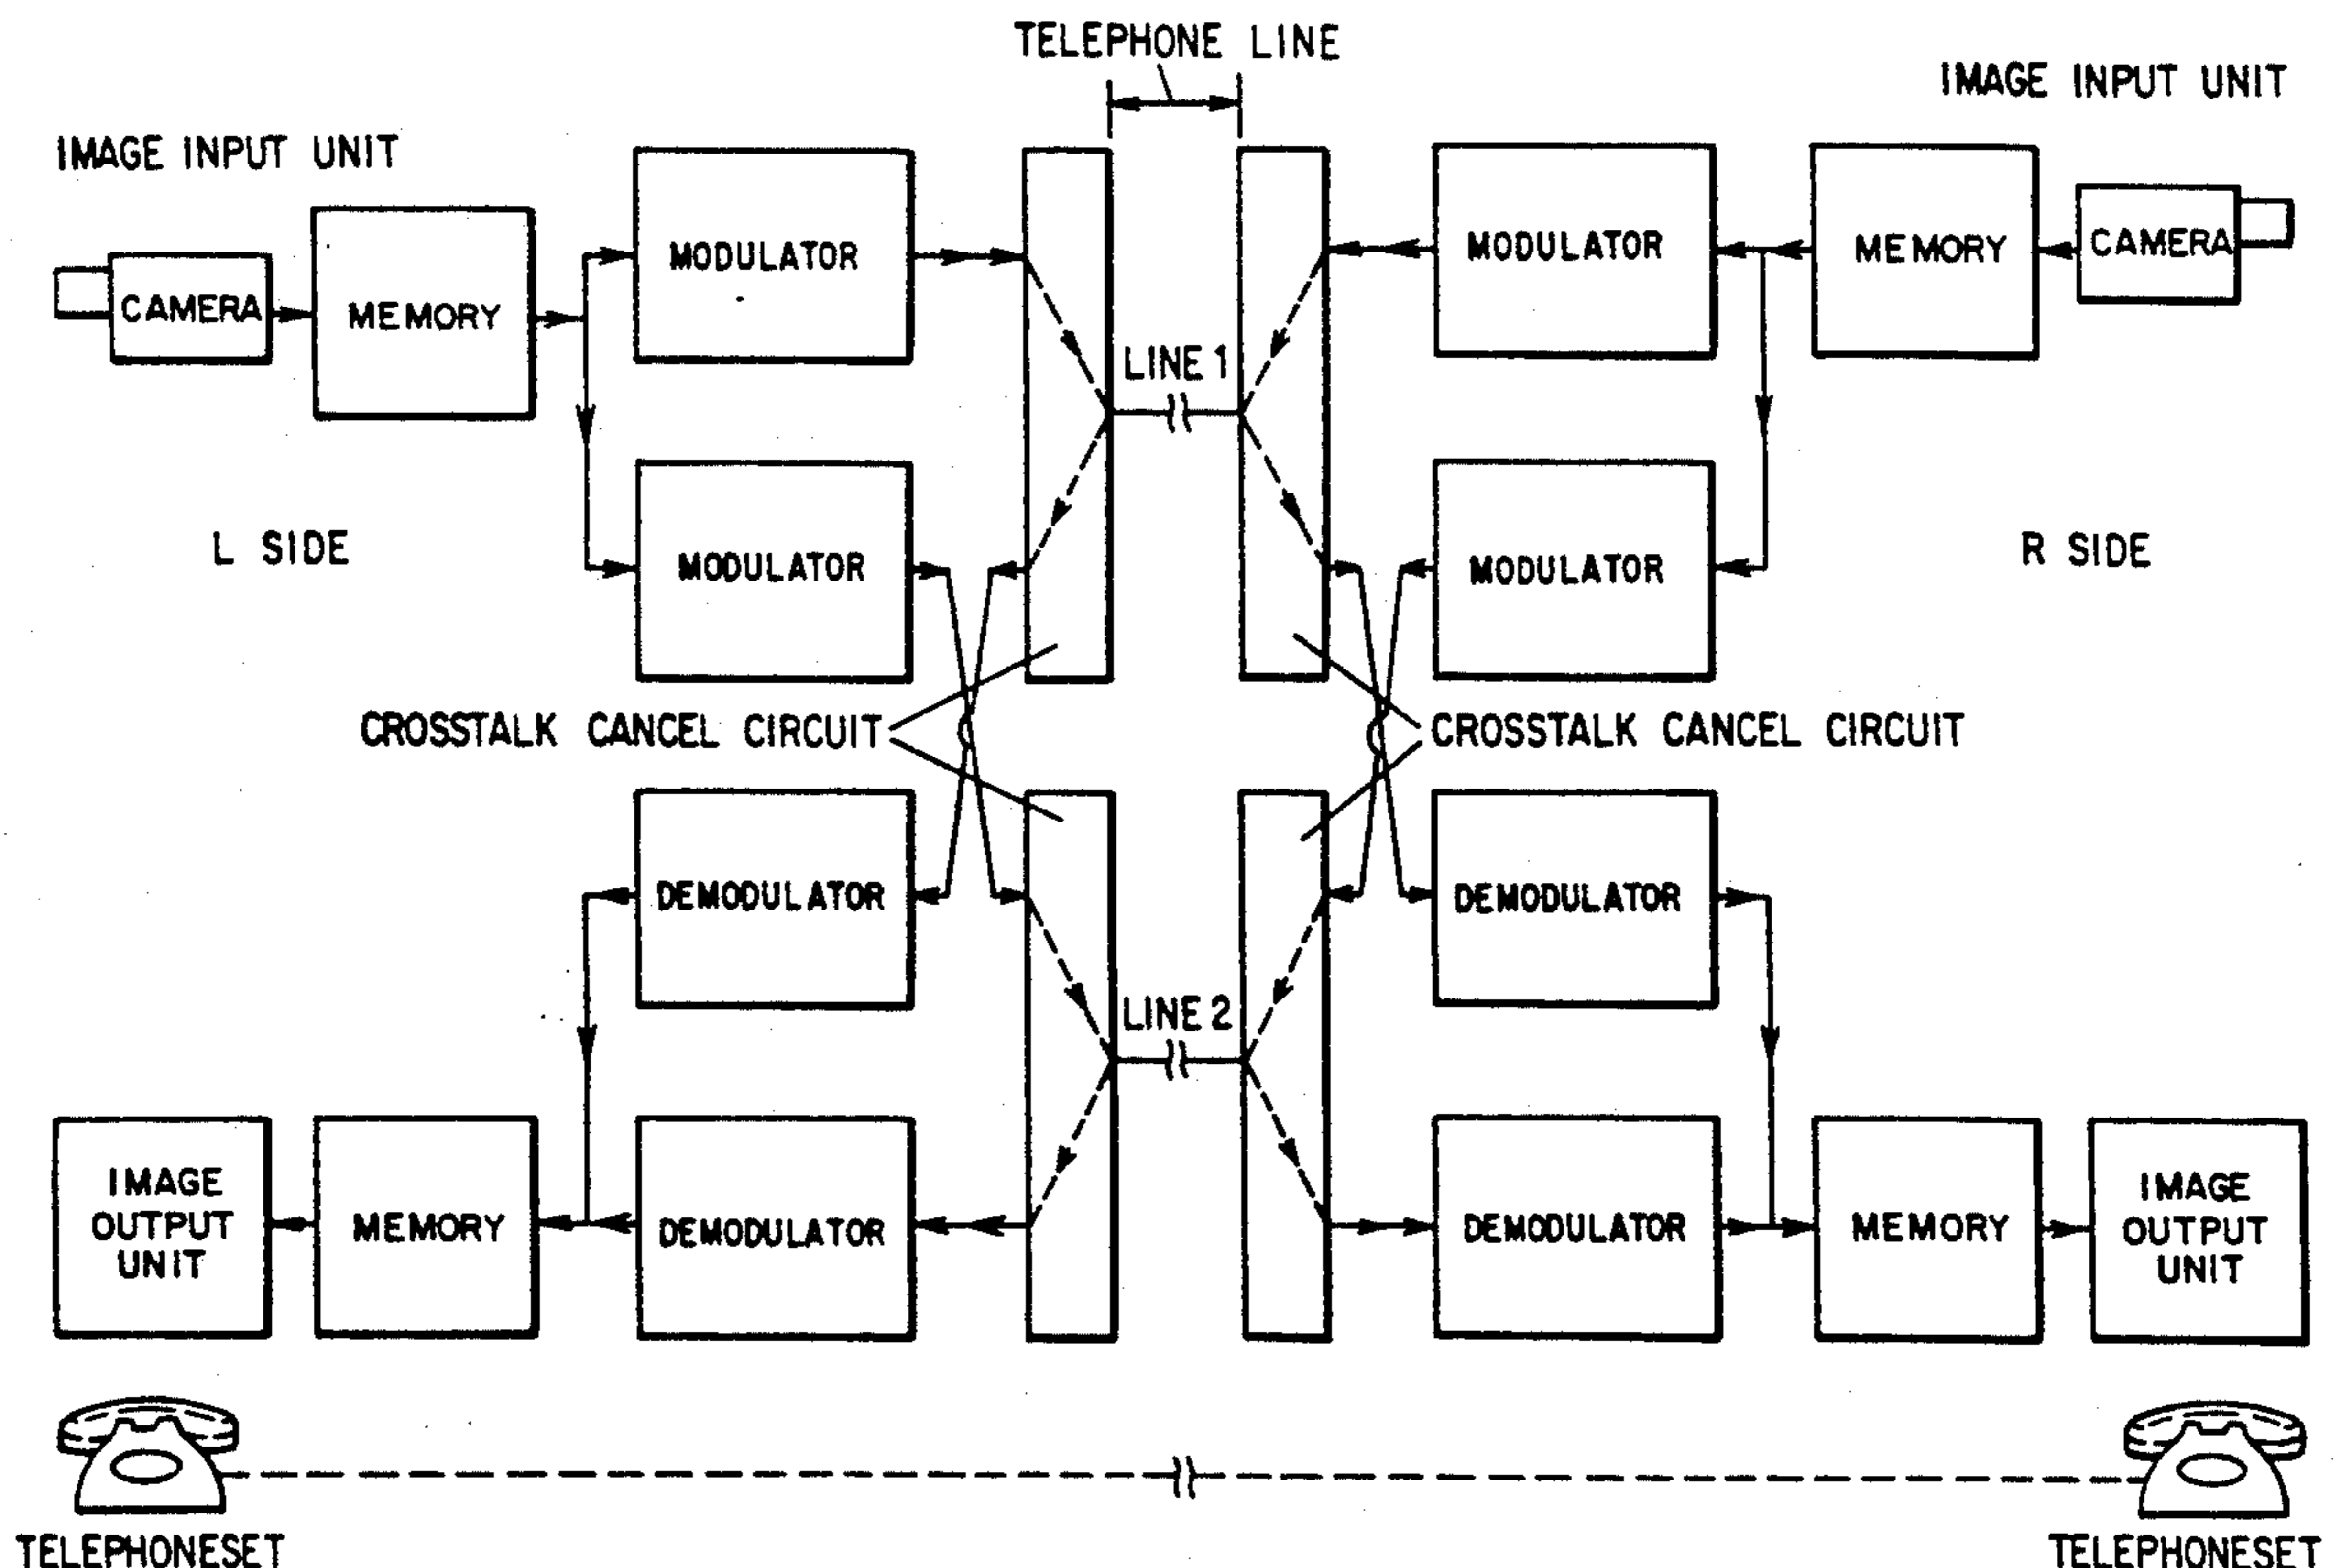 TELEPHONE LINE
IMAGE INPUT UNIT
IMAGE INPUT UNIT
CAMERA
MEMORY
MODULATOR
MODULATOR
MEMORY
CAMERA
LINE 1
L SIDE
MODULATOR
MODULATOR
R SIDE
CROSSTALK CANCEL CIRCUIT
CROSSTALK CANCEL CIRCUIT
DEMODULATOR
DEMODULATOR
LINE 2
IMAGE
OUTPUT
UNIT
MEMORY
DEMODULATOR
DEMODULATOR
MEMORY
IMAGE
OUTPUT
UNIT
TELEPHONESET
TELEPHONESET